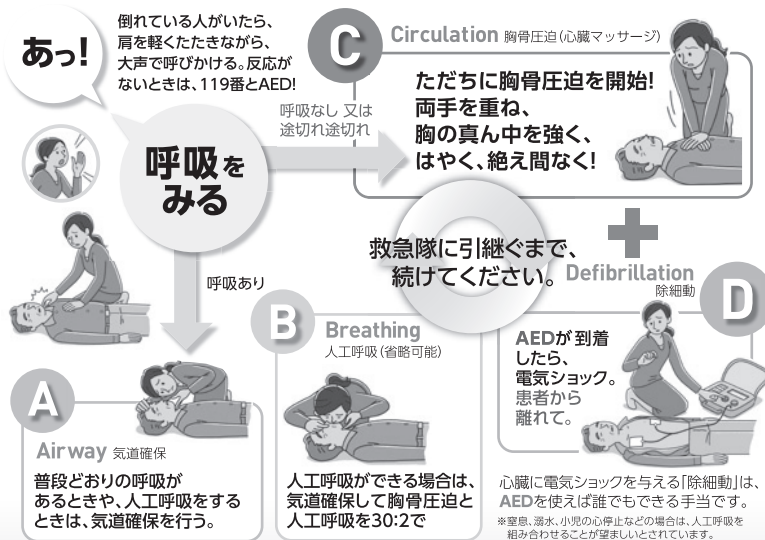 あっ!
倒れている人がいたら、
肩を軽くたたきながら、
大声で呼びかける。反応が
ないときは、119番とAED!
呼吸を
みる
呼吸なし 又は
途切れ途切れ
C
Circulation 胸骨圧迫(心臓マッサージ)
ただちに胸骨圧迫を開始!
両手を重ね、
胸の真ん中を強く、
はやく、絶え間なく!
救急隊に引継ぐまで、
続けてください。
呼吸あり
A
Airway 気道確保
普段どおりの呼吸が
あるときや、人工呼吸をする
ときは、気道確保を行う。
B
Breathing
人工呼吸(省略可能)
人工呼吸ができる場合は、
気道確保して胸骨圧迫と
人工呼吸を30:2で
D
Defibrillation
除細動
AEDが到着
したら、
電気ショック。
患者から
離れて。
心臓に電気ショックを与える「除細動」は、
AEDを使えば誰でもできる手当です。
※窒息、溺水、小児の心停止などの場合は、人工呼吸を
組み合わせることが望ましいとされています。